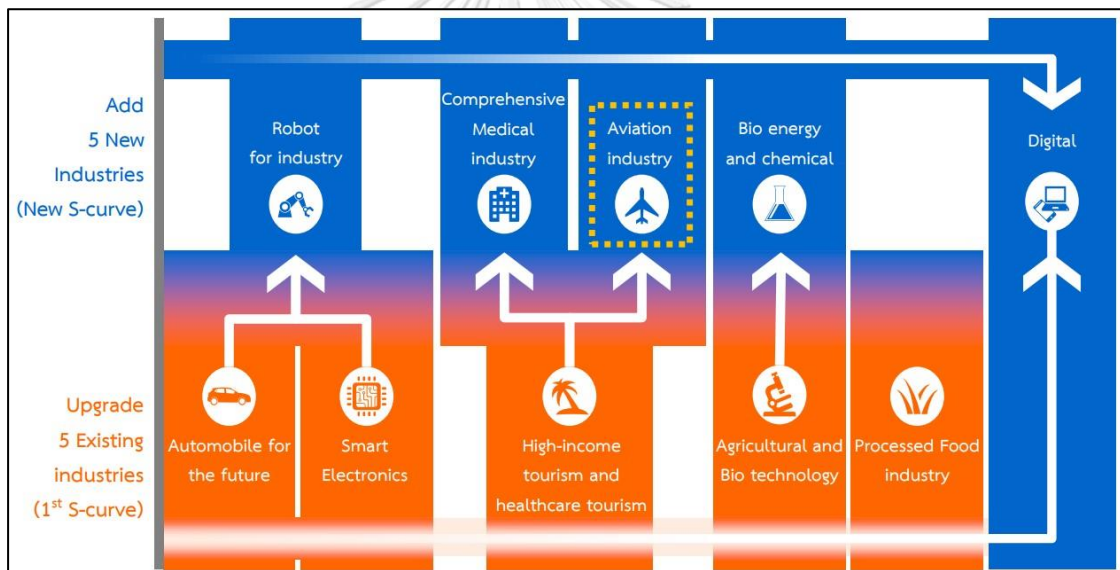 Add
5 New
Industries
(New S-curve)
Robot
for industry
Comprehensive
Medical
industry
Aviation
industry
Bio energy
and chemical
Digital
Upgrade
5 Existing
industries
(1st S-curve)
Automobile for
the future
Smart
Electronics
High-income
tourism and
healthcare tourism
Agricultural and
Bio technology
Processed Food
industry